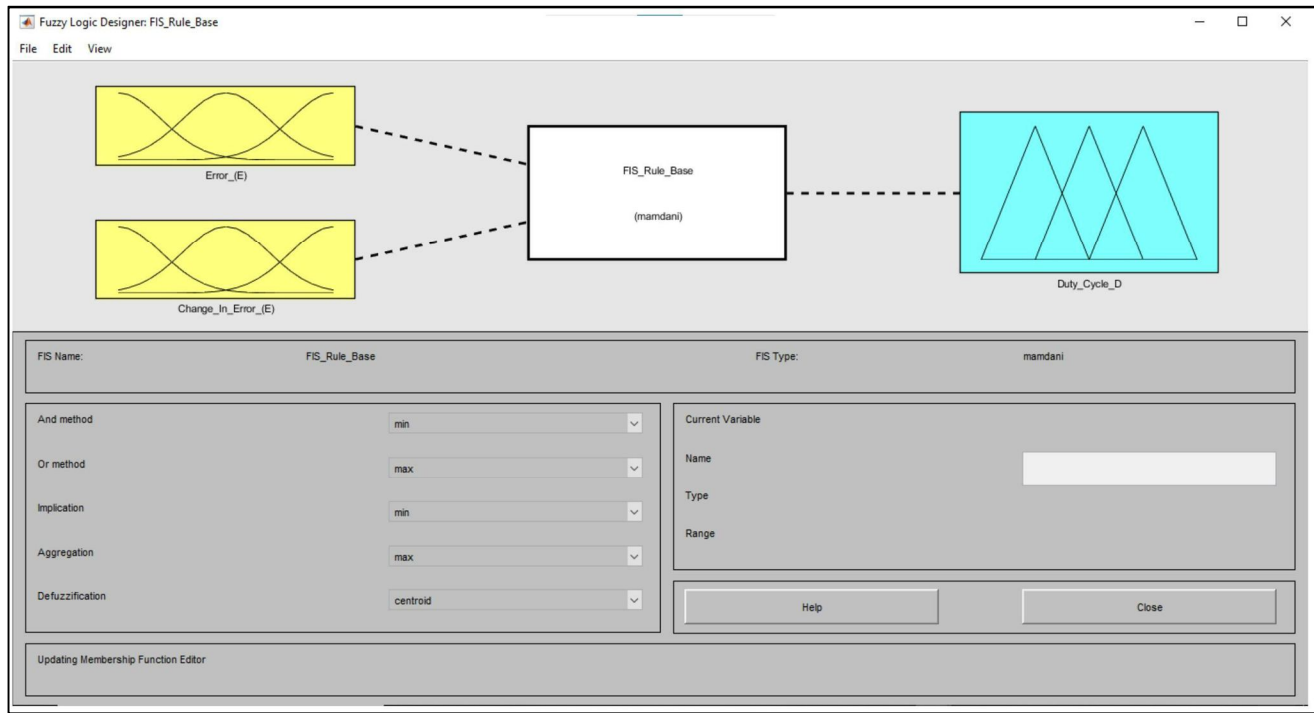 Fuzzy Logic Designer: FIS_Rule_Base
File Edit View
Error_(E)
Change_In_Error_(E)
FIS_Rule_Base
(mamdani)
Duty_Cycle_D
FIS Name: FIS_Rule_Base FIS Type: mamdani
And method min
Or method max
Implication min
Aggregation max
Defuzzification centroid
Current Variable
Name
Type
Range
Help Close
Updating Membership Function Editor